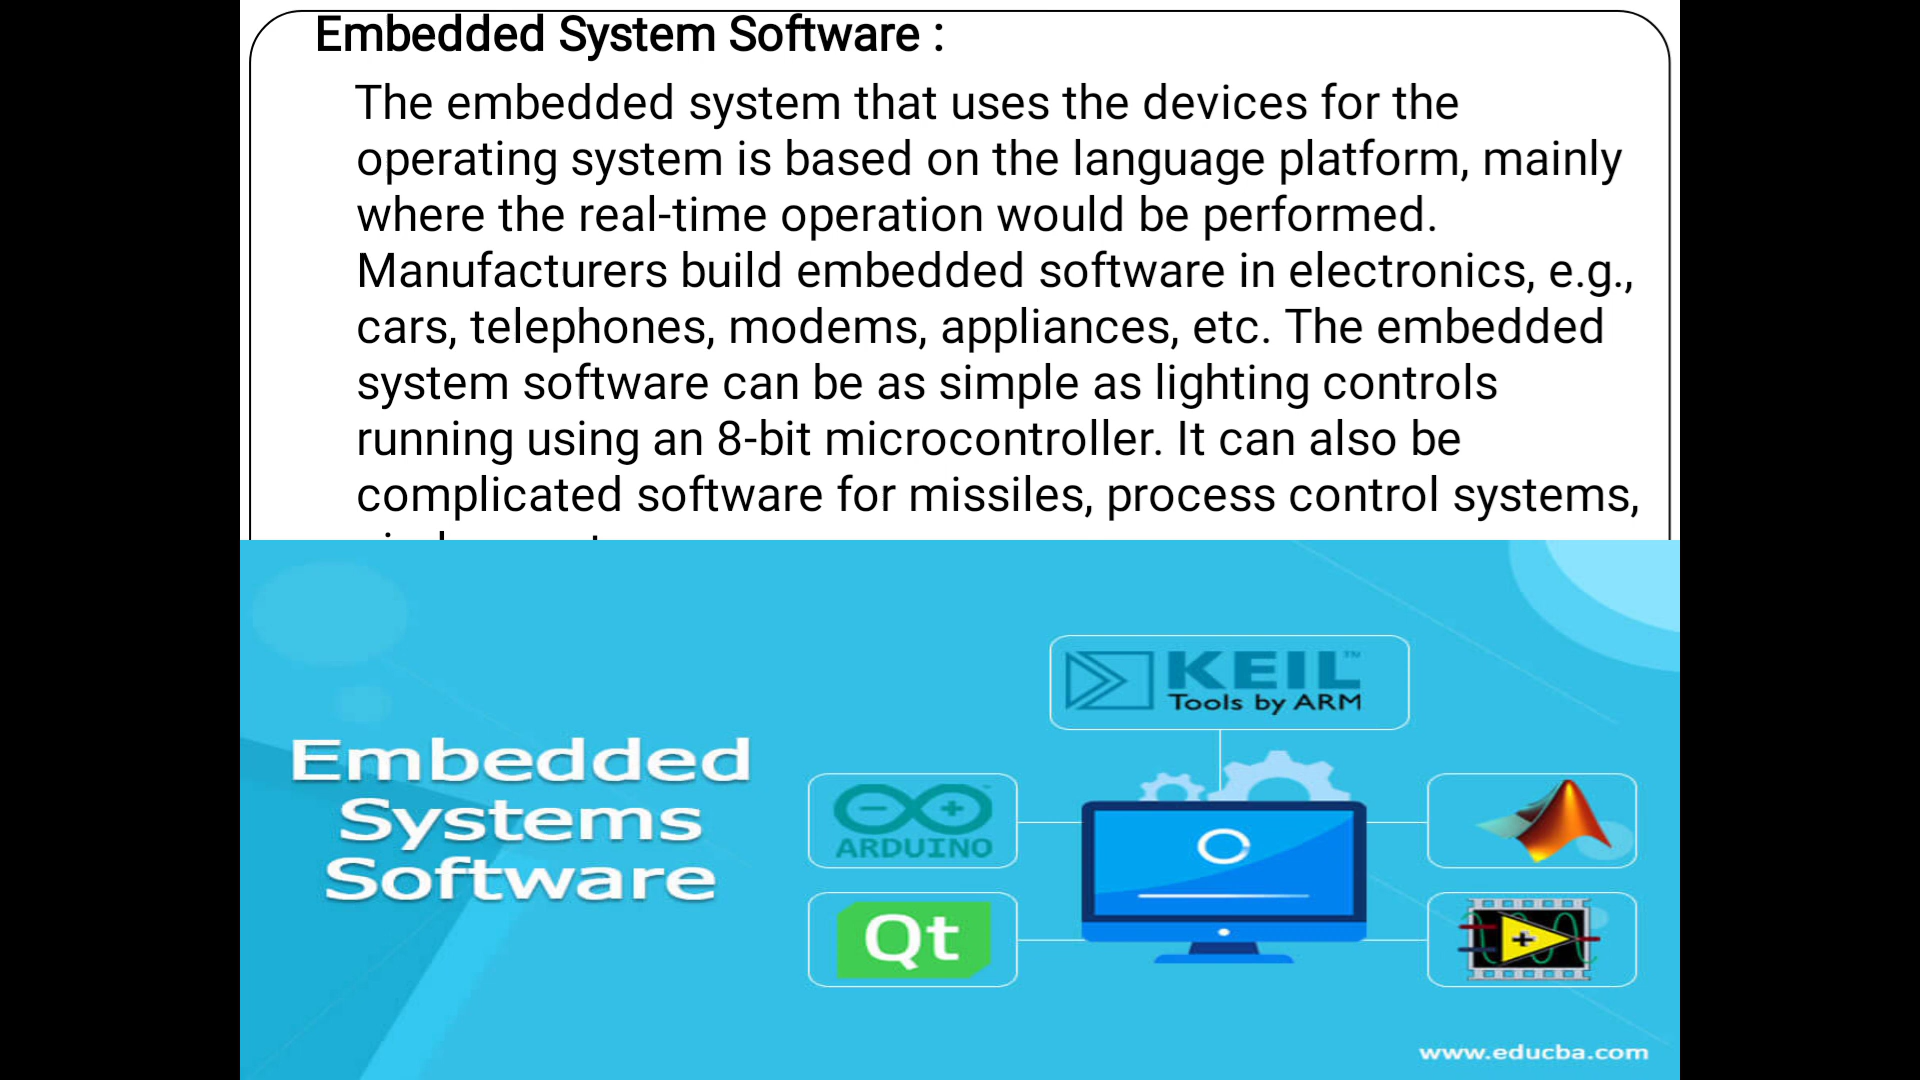 Embedded System Software :
The embedded system that uses the devices for the
operating system is based on the language platform, mainly
where the real-time operation would be performed.
Manufacturers build embedded software in electronics, e.g.,
cars, telephones, modems, appliances, etc. The embedded
system software can be as simple as lighting controls
running using an 8-bit microcontroller. It can also be
complicated software for missiles, process control systems,
Embedded
Systems
Software
KEIL™
Tools by ARM
ARDUINO
Qt
www.educba.com